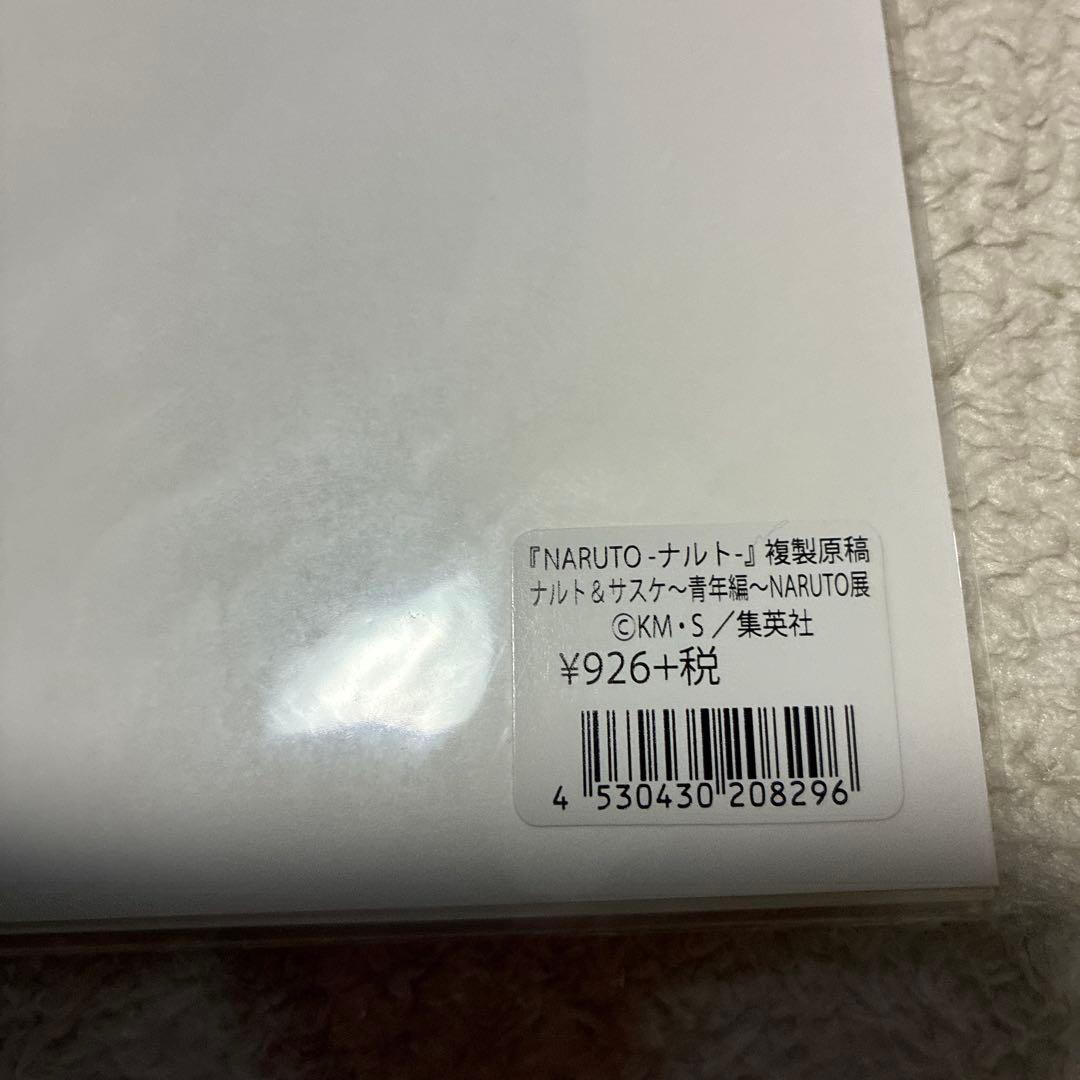 『NARUTO -ナルト-』複製原稿
ナルト＆サスケ～青年編～NARUTO展
©KM・S／集英社
¥926+税
4 530430 208296